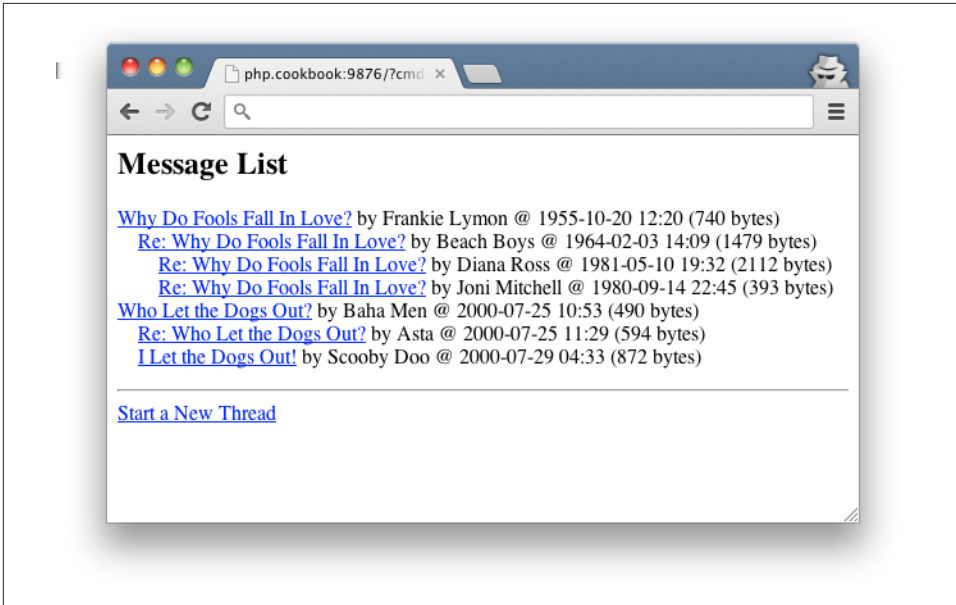 php.cookbook:9876/?cmd
Message List
Why Do Fools Fall In Love? by Frankie Lymon @ 1955-10-20 12:20 (740 bytes)
Re: Why Do Fools Fall In Love? by Beach Boys @ 1964-02-03 14:09 (1479 bytes)
Re: Why Do Fools Fall In Love? by Diana Ross @ 1981-05-10 19:32 (2112 bytes)
Re: Why Do Fools Fall In Love? by Joni Mitchell @ 1980-09-14 22:45 (393 bytes)
Who Let the Dogs Out? by Baha Men @ 2000-07-25 10:53 (490 bytes)
Re: Who Let the Dogs Out? by Asta @ 2000-07-25 11:29 (594 bytes)
I Let the Dogs Out! by Scooby Doo @ 2000-07-29 04:33 (872 bytes)
Start a New Thread